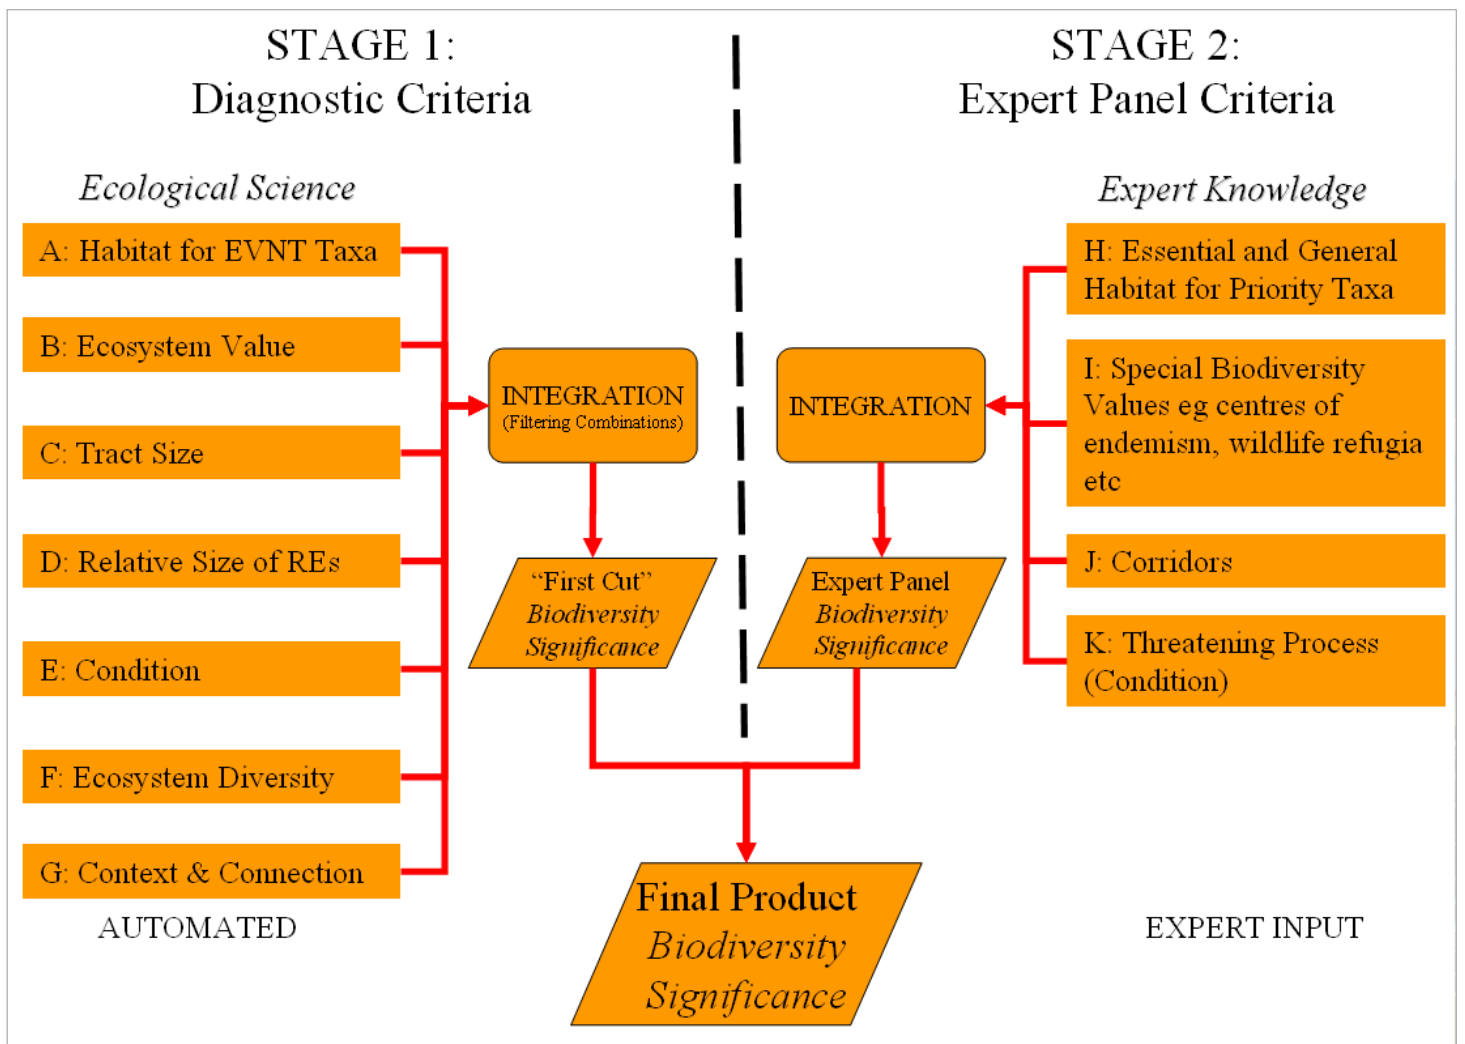 STAGE 1:
Diagnostic Criteria
Ecological Science
A: Habitat for EVNT Taxa
B: Ecosystem Value
C: Tract Size
D: Relative Size of REs
E: Condition
F: Ecosystem Diversity
G: Context & Connection
AUTOMATED
INTEGRATION
(Filtering Combinations)
“First Cut”
Biodiversity
Significance
STAGE 2:
Expert Panel Criteria
Expert Knowledge
H: Essential and General
Habitat for Priority Taxa
I: Special Biodiversity
Values eg centres of
endemism, wildlife refugia
etc
J: Corridors
K: Threatening Process
(Condition)
EXPERT INPUT
INTEGRATION
Expert Panel
Biodiversity
Significance
Final Product
Biodiversity
Significance